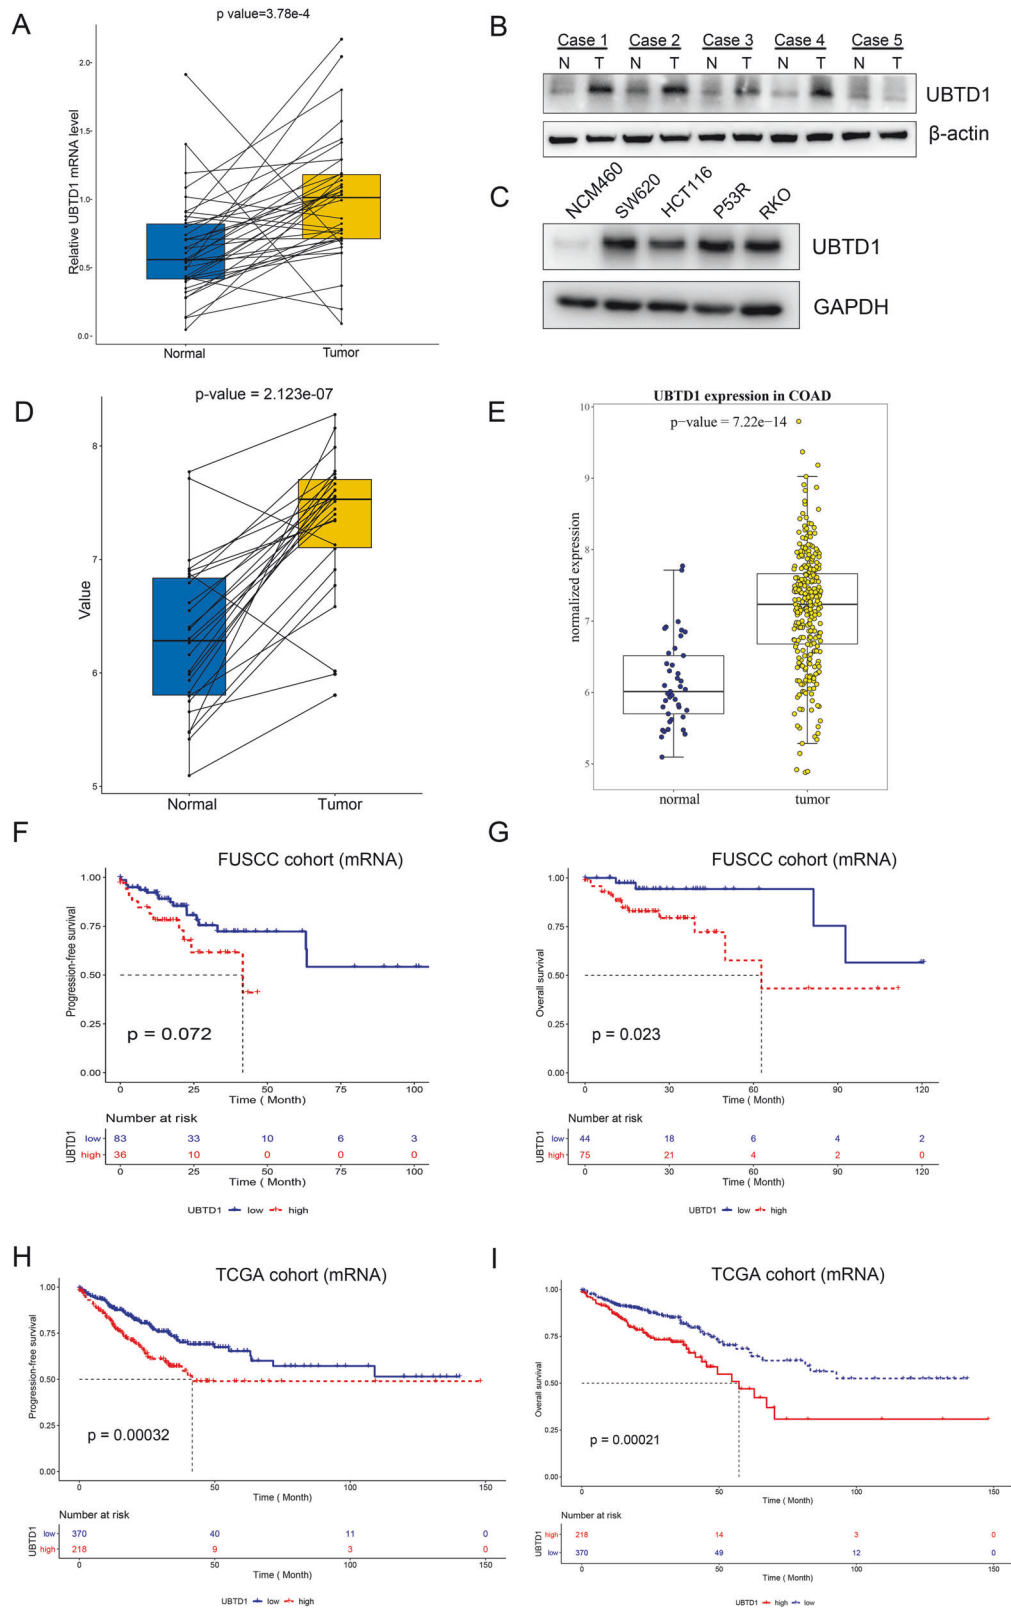 A
p value=3.78e-4
Relative UBTD1 mRNA level
2.0
1.5
1.0
0.5
0.0
Normal Tumor
B
Case 1 Case 2 Case 3 Case 4 Case 5
N T N T N T N T N T
UBTD1
β-actin
C
NCM460 SW620 HCT116 P53R RKO
UBTD1
GAPDH
D
p-value = 2.123e-07
Value
8
7
6
5
Normal Tumor
E
UBTD1 expression in COAD
p−value = 7.22e−14
normalized expression
10
9
8
7
6
5
normal tumor
F
FUSCC cohort (mRNA)
Progression-free survival
1.00
0.75
0.50
0.25
0.00
p = 0.072
0 25 50 75 100
Time ( Month)
Number at risk
UBTD1
low 83 33 10 6 3
high 36 10 0 0 0
0 25 50 75 100
Time ( Month)
UBTD1 low high
G
FUSCC cohort (mRNA)
Overall survival
1.00
0.75
0.50
0.25
0.00
p = 0.023
0 30 60 90 120
Time ( Month)
Number at risk
UBTD1
low 44 18 6 4 2
high 75 21 4 2 0
0 30 60 90 120
Time ( Month)
UBTD1 low high
H
TCGA cohort (mRNA)
Progression-free survival
1.00
0.75
0.50
0.25
0.00
p = 0.00032
0 50 100 150
Time ( Month)
Number at risk
UBTD1
low 370 40 11 0
high 218 9 3 0
0 50 100 150
Time ( Month)
UBTD1 low high
I
TCGA cohort (mRNA)
Overall survival
1.00
0.75
0.50
0.25
0.00
p = 0.00021
0 50 100 150
Time ( Month)
Number at risk
UBTD1
high 218 14 3 0
low 370 49 12 0
0 50 100 150
Time ( Month)
UBTD1 high low